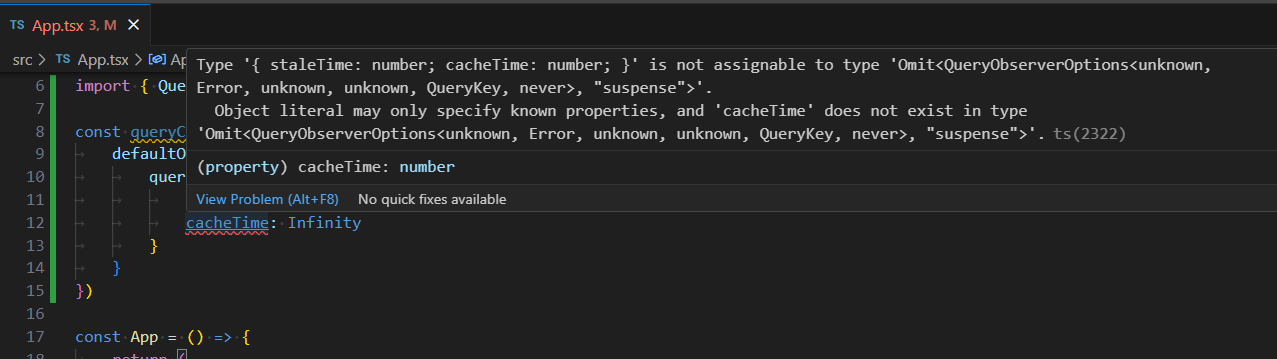 TS App.tsx 3, M ×
src > TS App.tsx > Ap
Type '{ staleTime: number; cacheTime: number; }' is not assignable to type 'Omit<QueryObserverOptions<unknown,
Error, unknown, unknown, QueryKey, never>, "suspense">'.
Object literal may only specify known properties, and 'cacheTime' does not exist in type
'Omit<QueryObserverOptions<unknown, Error, unknown, unknown, QueryKey, never>, "suspense">'. ts(2322)
(property) cacheTime: number
View Problem (Alt+F8) No quick fixes available
6 import { Que
7
8 const queryC
9 defaultO
10 quer
11
12 cacheTime: Infinity
13 }
14 }
15 })
16
17 const App = () => {
18 return (